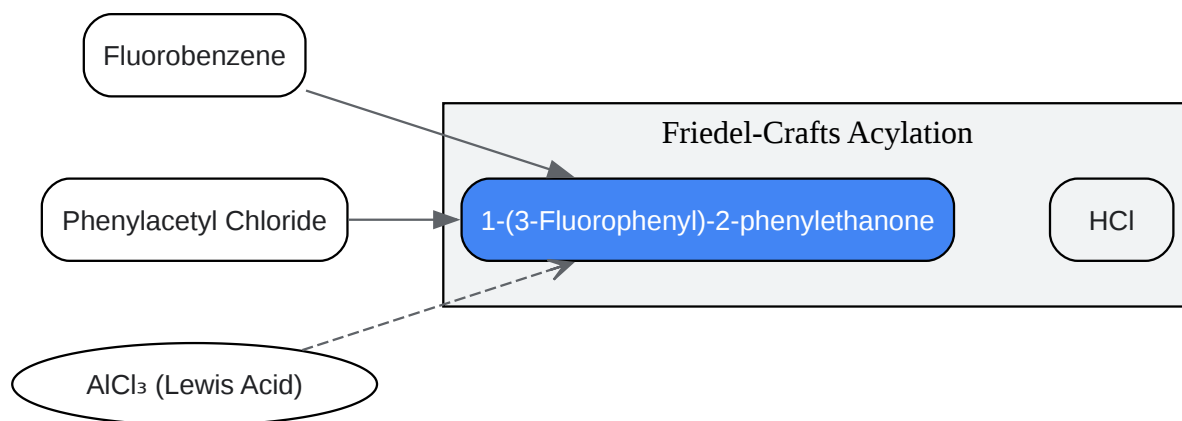 Fluorobenzene
Friedel-Crafts Acylation
Phenylacetyl Chloride
1-(3-Fluorophenyl)-2-phenylethanone
HCl
AlCl₃ (Lewis Acid)